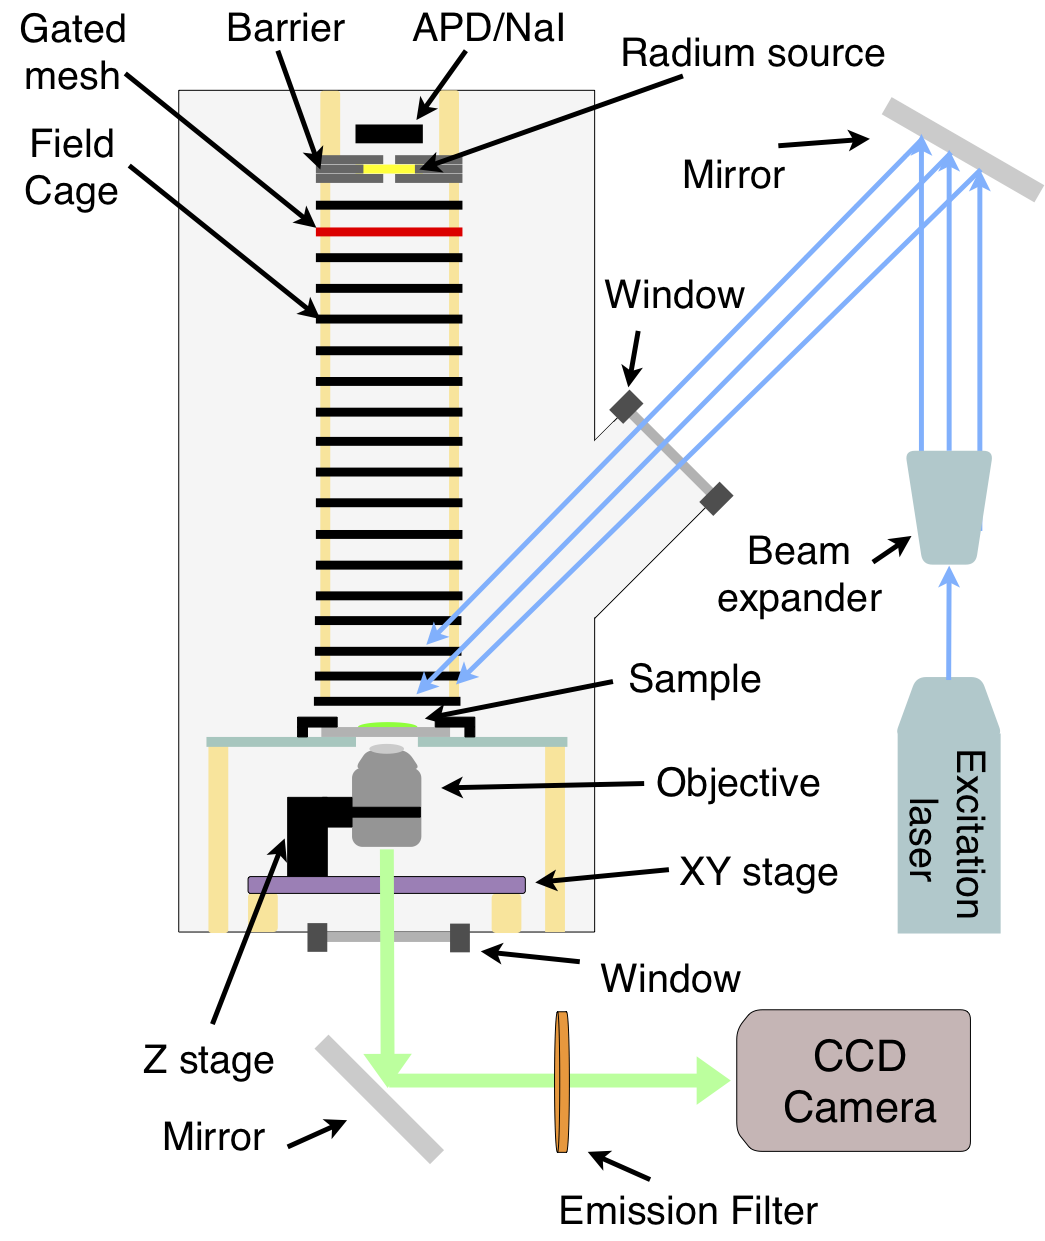 Gated
mesh
Barrier
APD/NaI
Radium source
Field
Cage
Mirror
Window
Beam
expander
Sample
Objective
Excitation
laser
XY stage
Window
Z stage
Mirror
CCD
Camera
Emission Filter